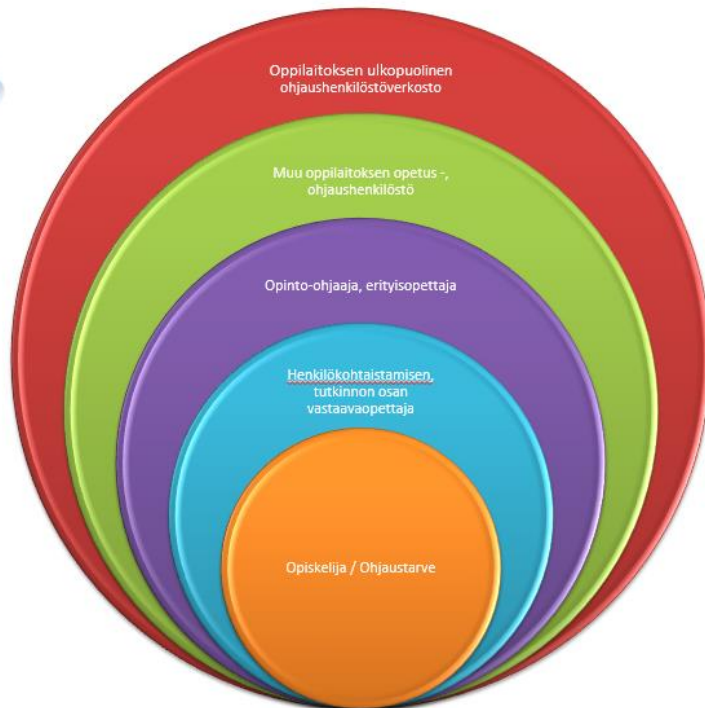 Oppilaitoksen ulkopuolinen
ohjaushenkilöstöverkosto
Muu oppilaitoksen opetus -,
ohjaushenkilöstö
Opinto-ohjaaja, erityisopettaja
Henkilökohtaistamisen,
tutkinnon osan
vastaavaopettaja
Opiskelija / Ohjaustarve